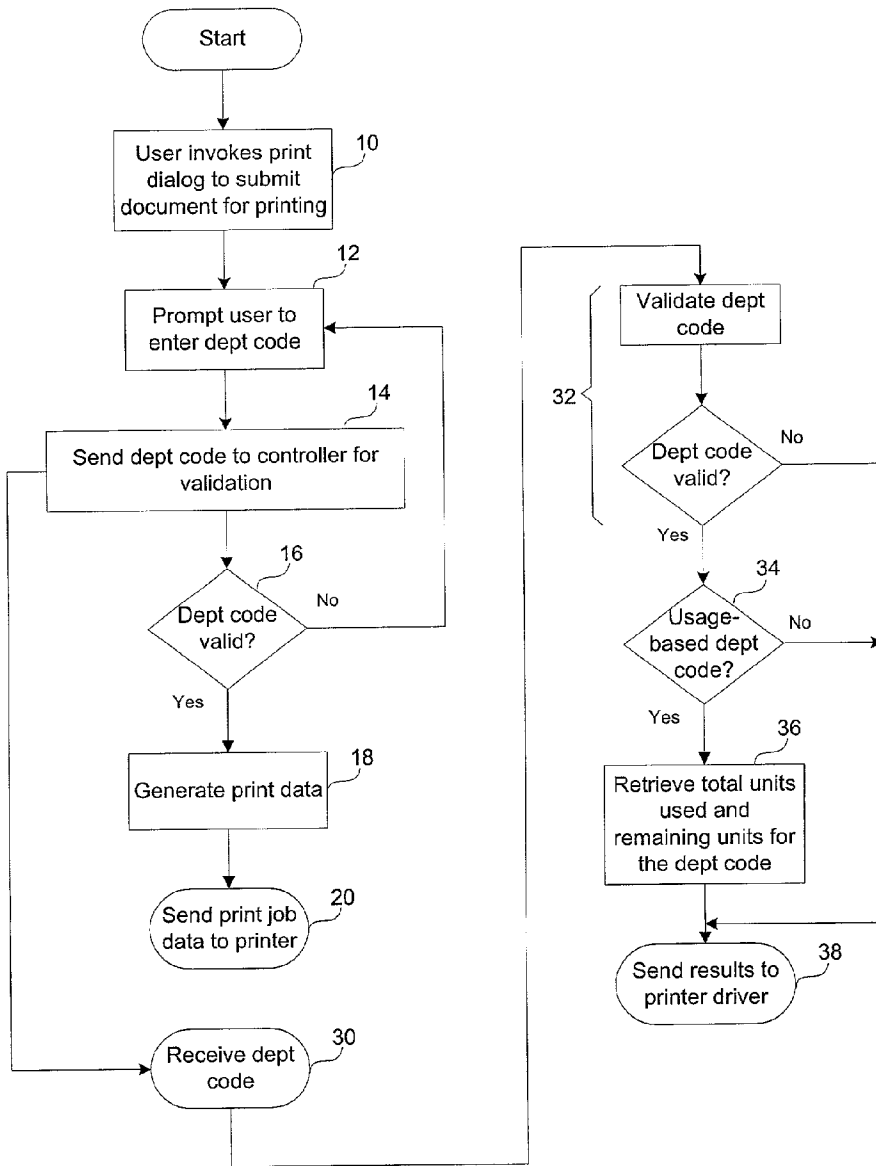 Start
User invokes print
dialog to submit
document for printing
10
12
Prompt user to
enter dept code
14
Send dept code to controller for
validation
16
Dept code
valid?
No
Yes
18
Generate print data
20
Send print job
data to printer
30
Receive dept
code
Validate dept
code
32
Dept code
valid?
No
Yes
34
Usage-
based dept
code?
No
Yes
36
Retrieve total units
used and
remaining units for
the dept code
38
Send results to
printer driver